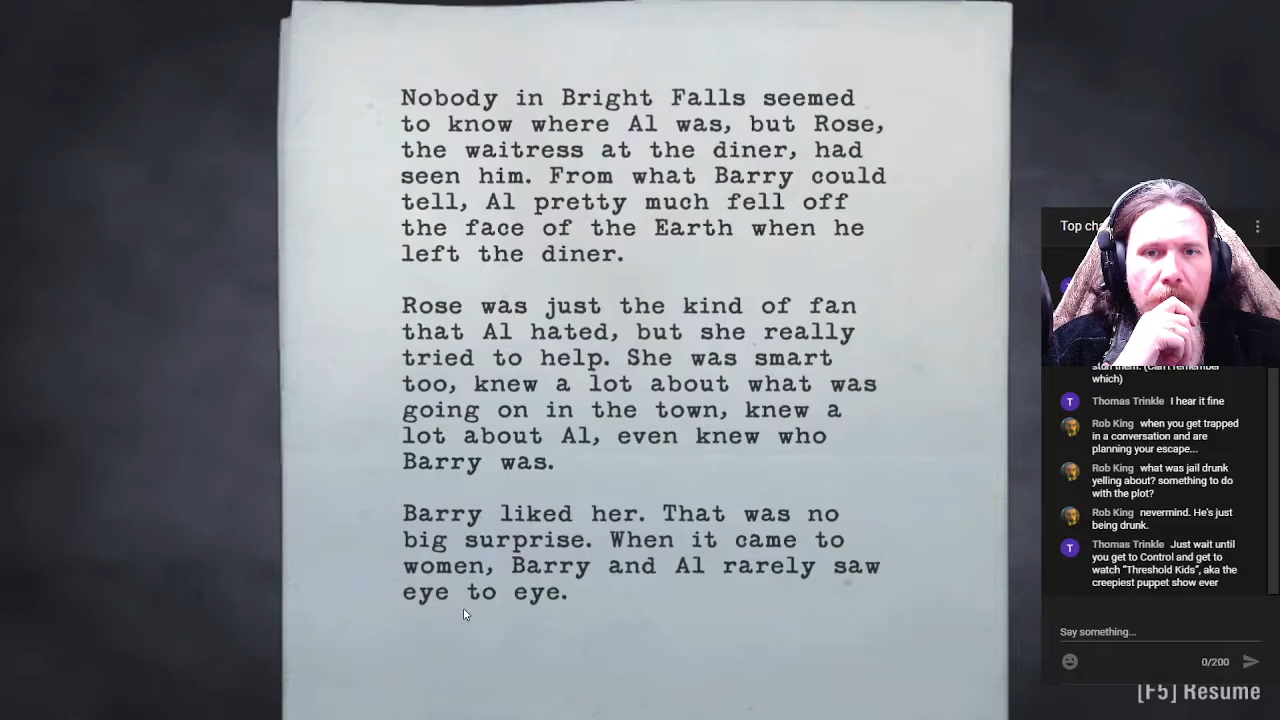 Nobody in Bright Falls seemed
to know where Al was, but Rose,
the waitress at the diner, had
seen him. From what Barry could
tell, Al pretty much fell off
the face of the Earth when he
left the diner.
Rose was just the kind of fan
that Al hated, but she really
tried to help. She was smart
too, knew a lot about what was
going on in the town, knew a
lot about Al, even knew who
Barry was.
Barry liked her. That was no
big surprise. When it came to
women, Barry and Al rarely saw
eye to eye.
Top cha
stun them. (Can't remember
which)
T Thomas Trinkle I hear it fine
Rob King when you get trapped
in a conversation and are
planning your escape...
Rob King what was jail drunk
yelling about? something to do
with the plot?
Rob King nevermind. He's just
being drunk.
T Thomas Trinkle Just wait until
you get to Control and get to
watch "Threshold Kids", aka the
creepiest puppet show ever
Say something...
0/200
[F5] Resume